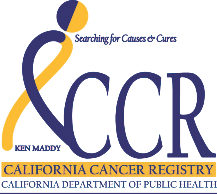 Searching for Causes & Cures
CCR
KEN MADDY
CALIFORNIA CANCER REGISTRY
CALIFORNIA DEPARTMENT OF PUBLIC HEALTH